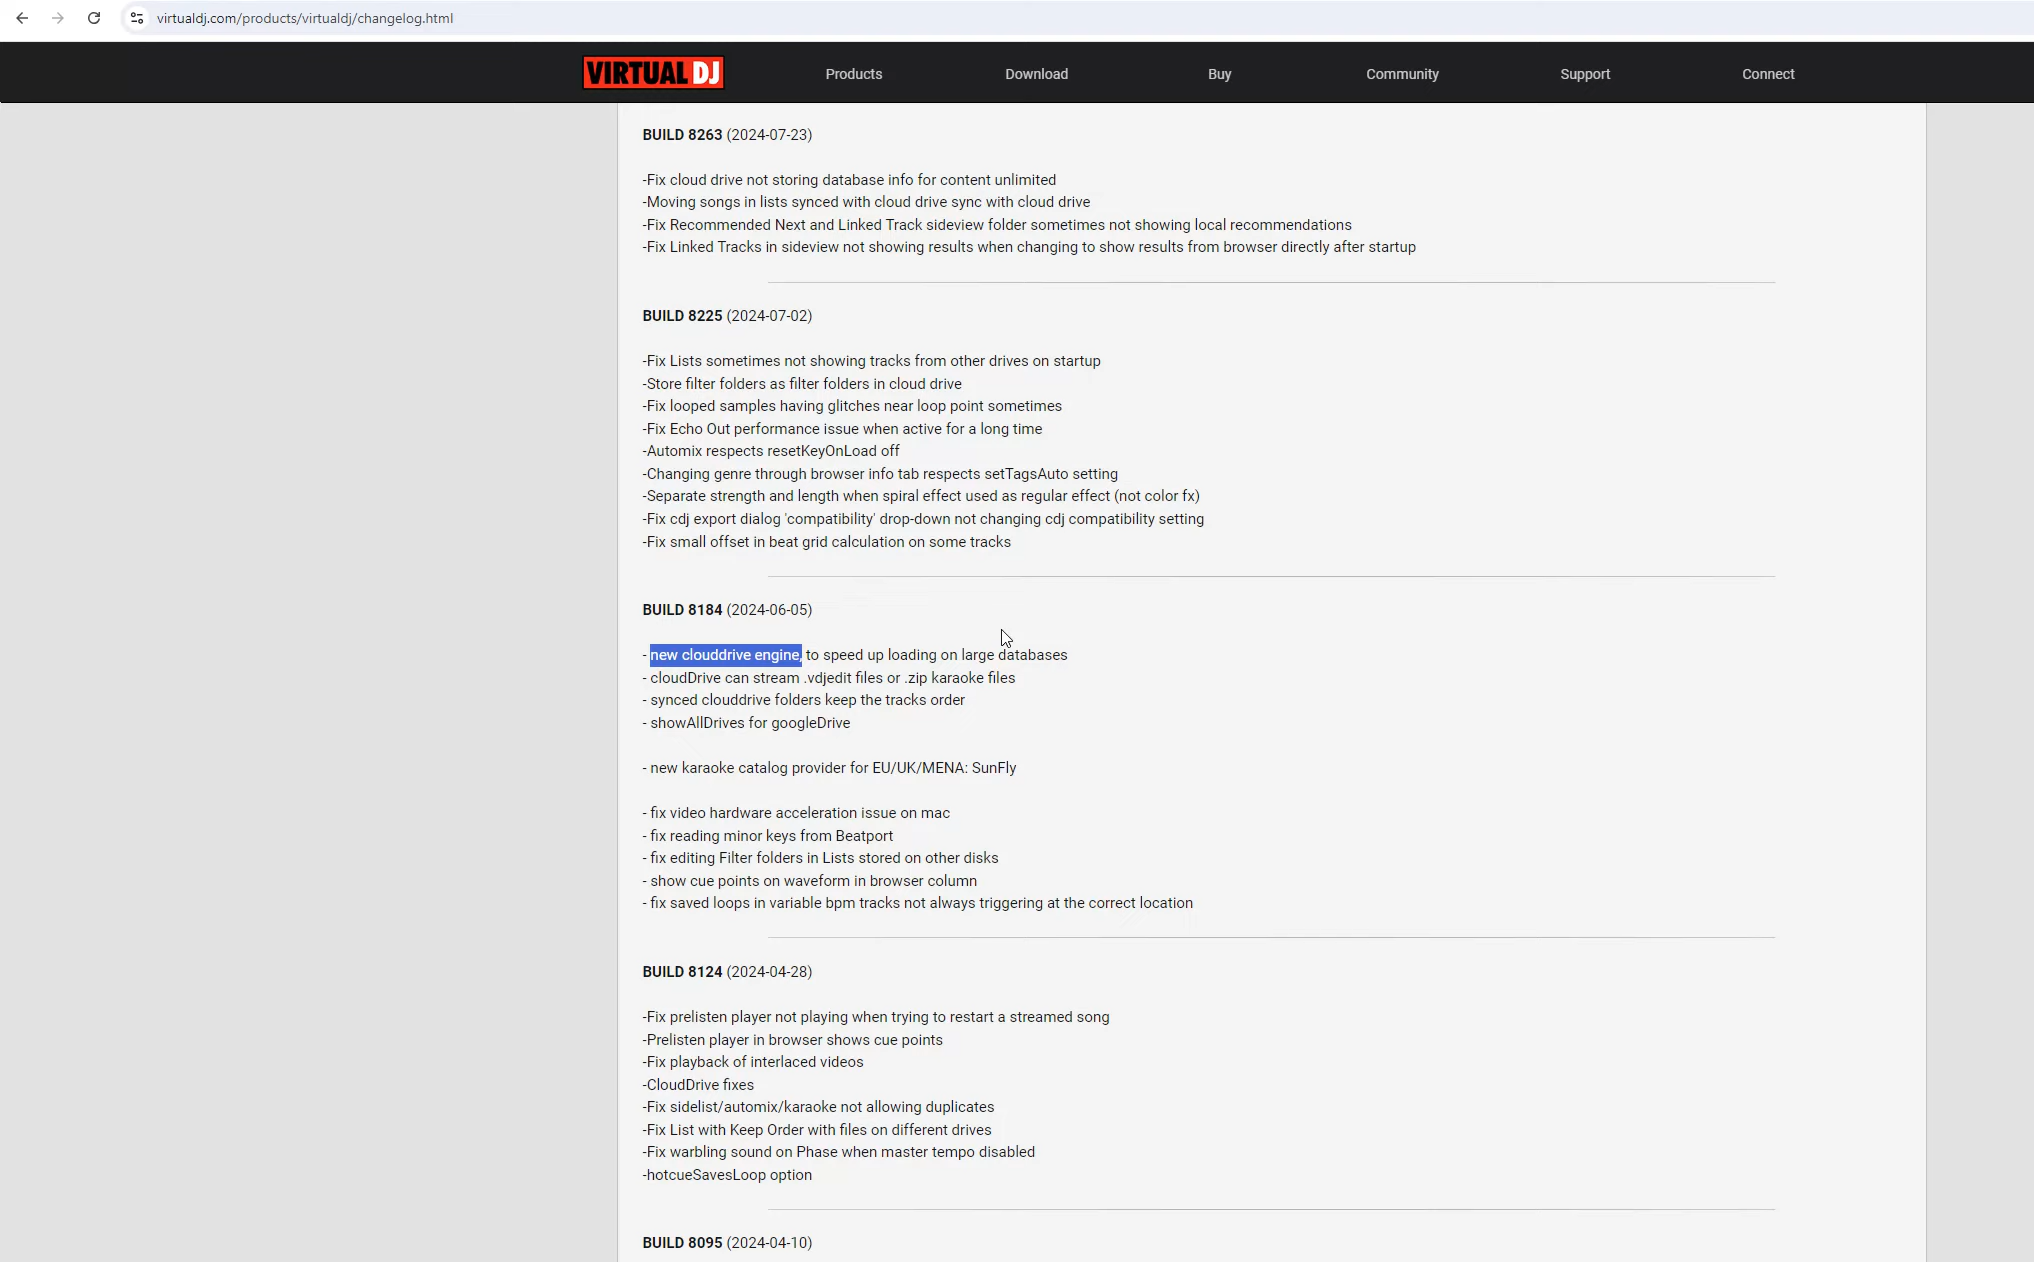 virtualdj.com/products/virtualdj/changelog.html
VIRTUAL DJ
Products
Download
Buy
Community
Support
Connect
BUILD 8263 (2024-07-23)
-Fix cloud drive not storing database info for content unlimited
-Moving songs in lists synced with cloud drive sync with cloud drive
-Fix Recommended Next and Linked Track sideview folder sometimes not showing local recommendations
-Fix Linked Tracks in sideview not showing results when changing to show results from browser directly after startup
BUILD 8225 (2024-07-02)
-Fix Lists sometimes not showing tracks from other drives on startup
-Store filter folders as filter folders in cloud drive
-Fix looped samples having glitches near loop point sometimes
-Fix Echo Out performance issue when active for a long time
-Automix respects resetKeyOnLoad off
-Changing genre through browser info tab respects setTagsAuto setting
-Separate strength and length when spiral effect used as regular effect (not color fx)
-Fix cdj export dialog 'compatibility' drop-down not changing cdj compatibility setting
-Fix small offset in beat grid calculation on some tracks
BUILD 8184 (2024-06-05)
- new clouddrive engine, to speed up loading on large databases
- cloudDrive can stream .vdjedit files or .zip karaoke files
- synced clouddrive folders keep the tracks order
- showAllDrives for googleDrive
- new karaoke catalog provider for EU/UK/MENA: SunFly
- fix video hardware acceleration issue on mac
- fix reading minor keys from Beatport
- fix editing Filter folders in Lists stored on other disks
- show cue points on waveform in browser column
- fix saved loops in variable bpm tracks not always triggering at the correct location
BUILD 8124 (2024-04-28)
-Fix prelisten player not playing when trying to restart a streamed song
-Prelisten player in browser shows cue points
-Fix playback of interlaced videos
-CloudDrive fixes
-Fix sidelist/automix/karaoke not allowing duplicates
-Fix List with Keep Order with files on different drives
-Fix warbling sound on Phase when master tempo disabled
-hotcueSavesLoop option
BUILD 8095 (2024-04-10)